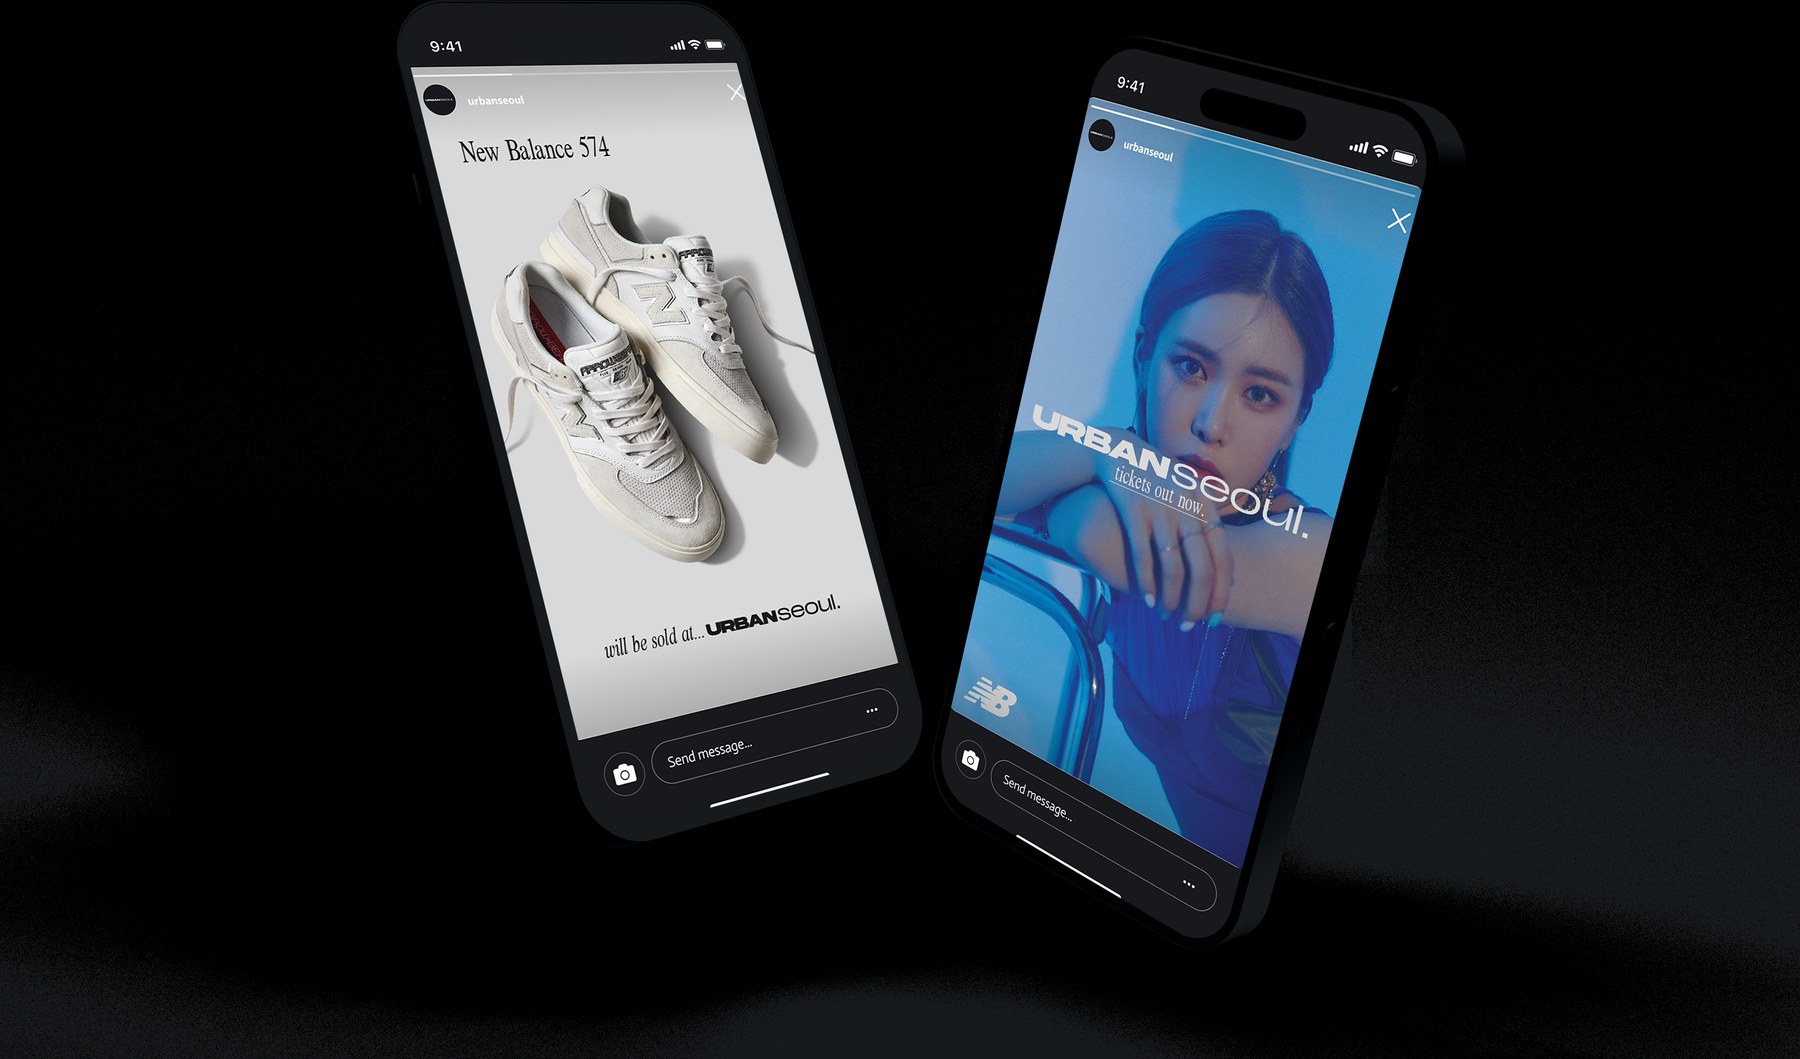 9:41
urbanseoul
New Balance 574
will be sold at... URBANseoul.
Send message...
9:41
urbanseoul
URBANseoul.
tickets out now.
NB
Send message...